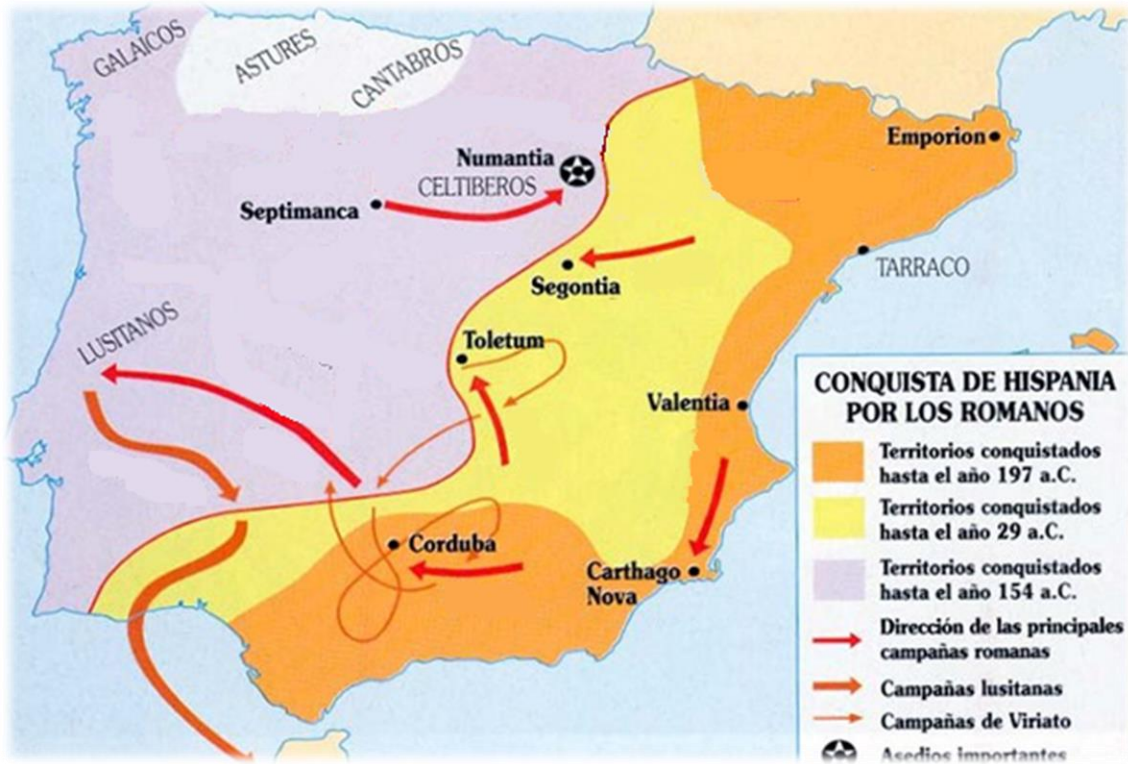 GALAICOS
ASTURES
CANTABROS
Emporion
Numantia
CELTIBEROS
Septimanca
TARRACO
Segontia
LUSITANOS
Toletum
Valentia
Corduba
Carthago
Nova
CONQUISTA DE HISPANIA
POR LOS ROMANOS
Territorios conquistados
hasta el año 197 a.C.
Territorios conquistados
hasta el año 29 a.C.
Territorios conquistados
hasta el año 154 a.C.
Dirección de las principales
campañas romanas
Campañas lusitanas
Campañas de Viriato
Asedios importantes